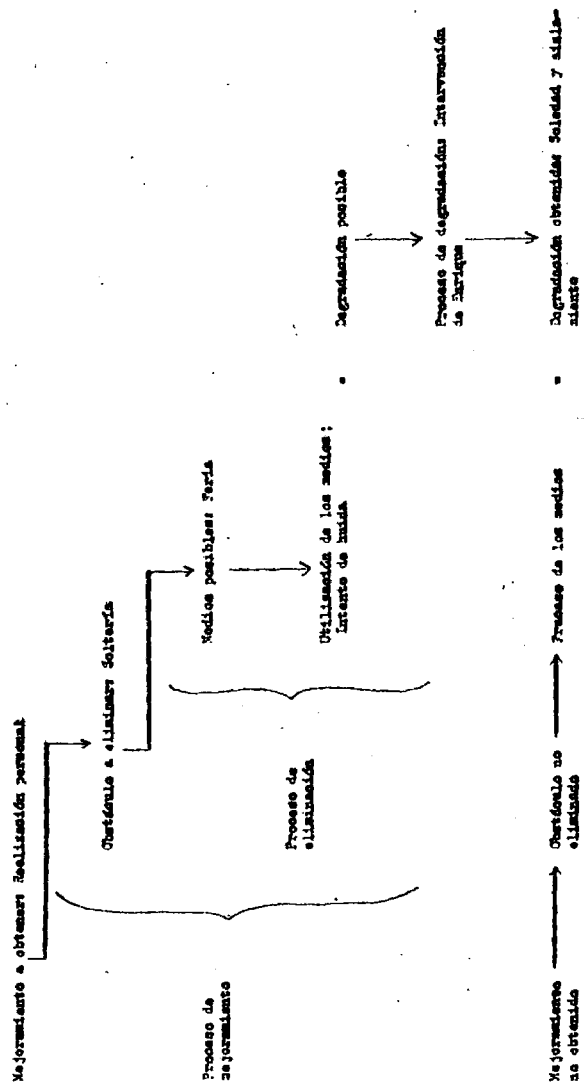 Mejoramiento a obtener: Realización personal
Obstáculo a eliminar: Soltería
Medios posibles: Feria
Utilización de los medios:
Intento de huida
=
Degradación posible
Proceso de degradación: Intervención
de Enrique
Proceso de
eliminación
Proceso de
mejoramiento
Mejoramiento
no obtenido
Obstáculo no
eliminado
Fracaso de los medios
=
Degradación obtenida: Soledad y aisla-
miento